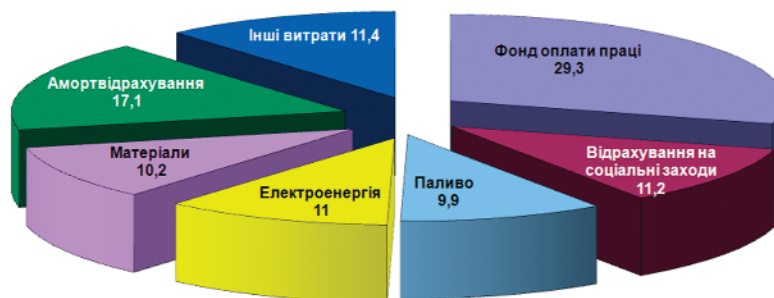 Інші витрати 11,4
Фонд оплати праці
29,3
Амортвідрахування
17,1
Матеріали
10,2
Відрахування на
соціальні заходи
11,2
Електроенергія
11
Паливо
9,9